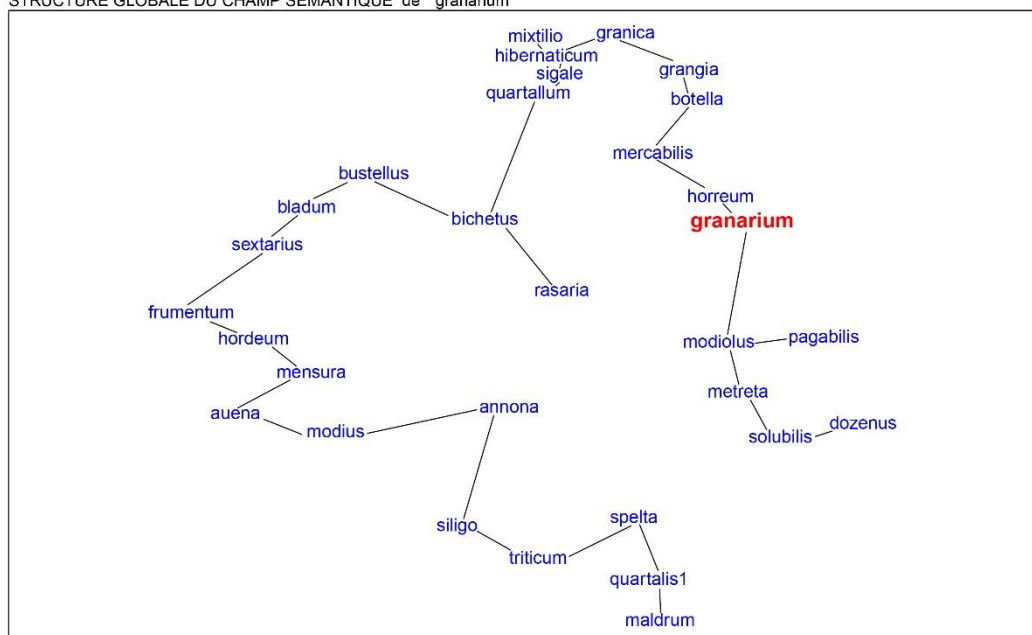 STRUCTURE GLOBALE DU CHAMP SÉMANTIQUE de granarium
mixtilio
granica
hibernaticum
grangia
sigale
quartallum
botella
mercabilis
bustellus
horreum
bladum
bichetus
granarium
sextarius
rasaria
frumentum
hordeum
modiolus
pagabilis
mensura
metreta
auena
annona
modius
dozenus
solubilis
siligo
spelta
triticum
quartalis1
maldrum